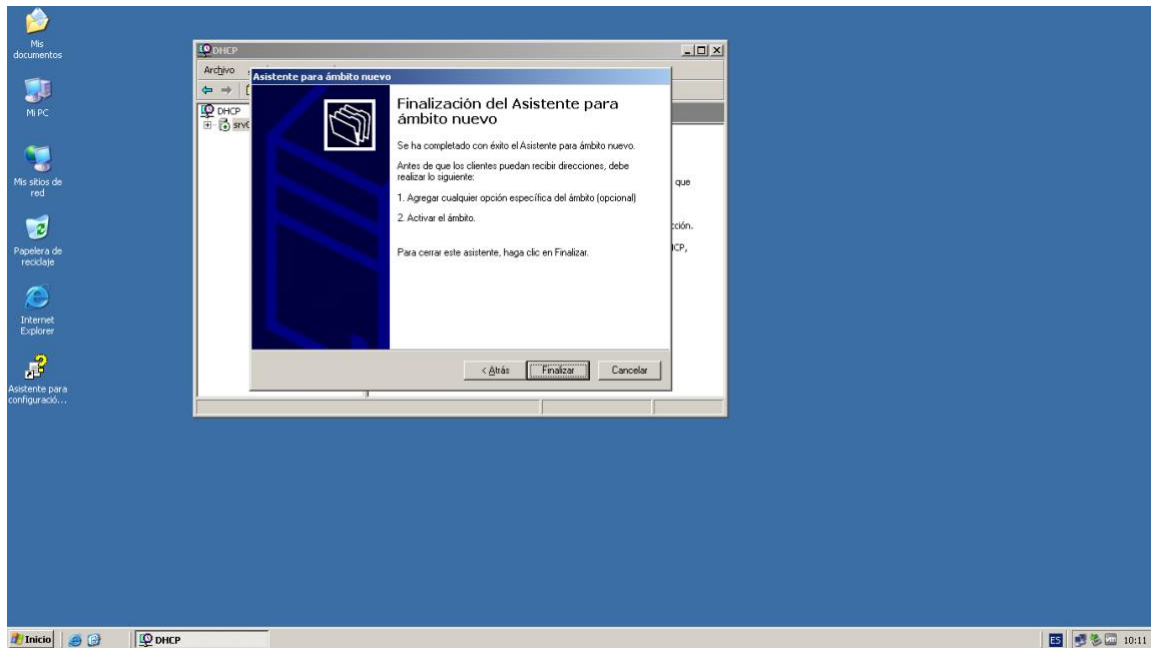 Mis
documentos
Mi PC
Mis sitios de
red
Papelera de
reciclaje
Internet
Explorer
Asistente para
configuració...
DHCP
Archivo
Asistente para ámbito nuevo
DHCP
que
cción.
Finalización del Asistente para
ámbito nuevo
Se ha completado con éxito el Asistente para ámbito nuevo.
Antes de que los clientes puedan recibir direcciones, debe
realizar lo siguiente:
1. Agregar cualquier opción específica del ámbito (opcional)
2. Activar el ámbito.
Para cerrar este asistente, haga clic en Finalizar.
< Atrás
Finalizar
Cancelar
Inicio
DHCP
ES
10:11